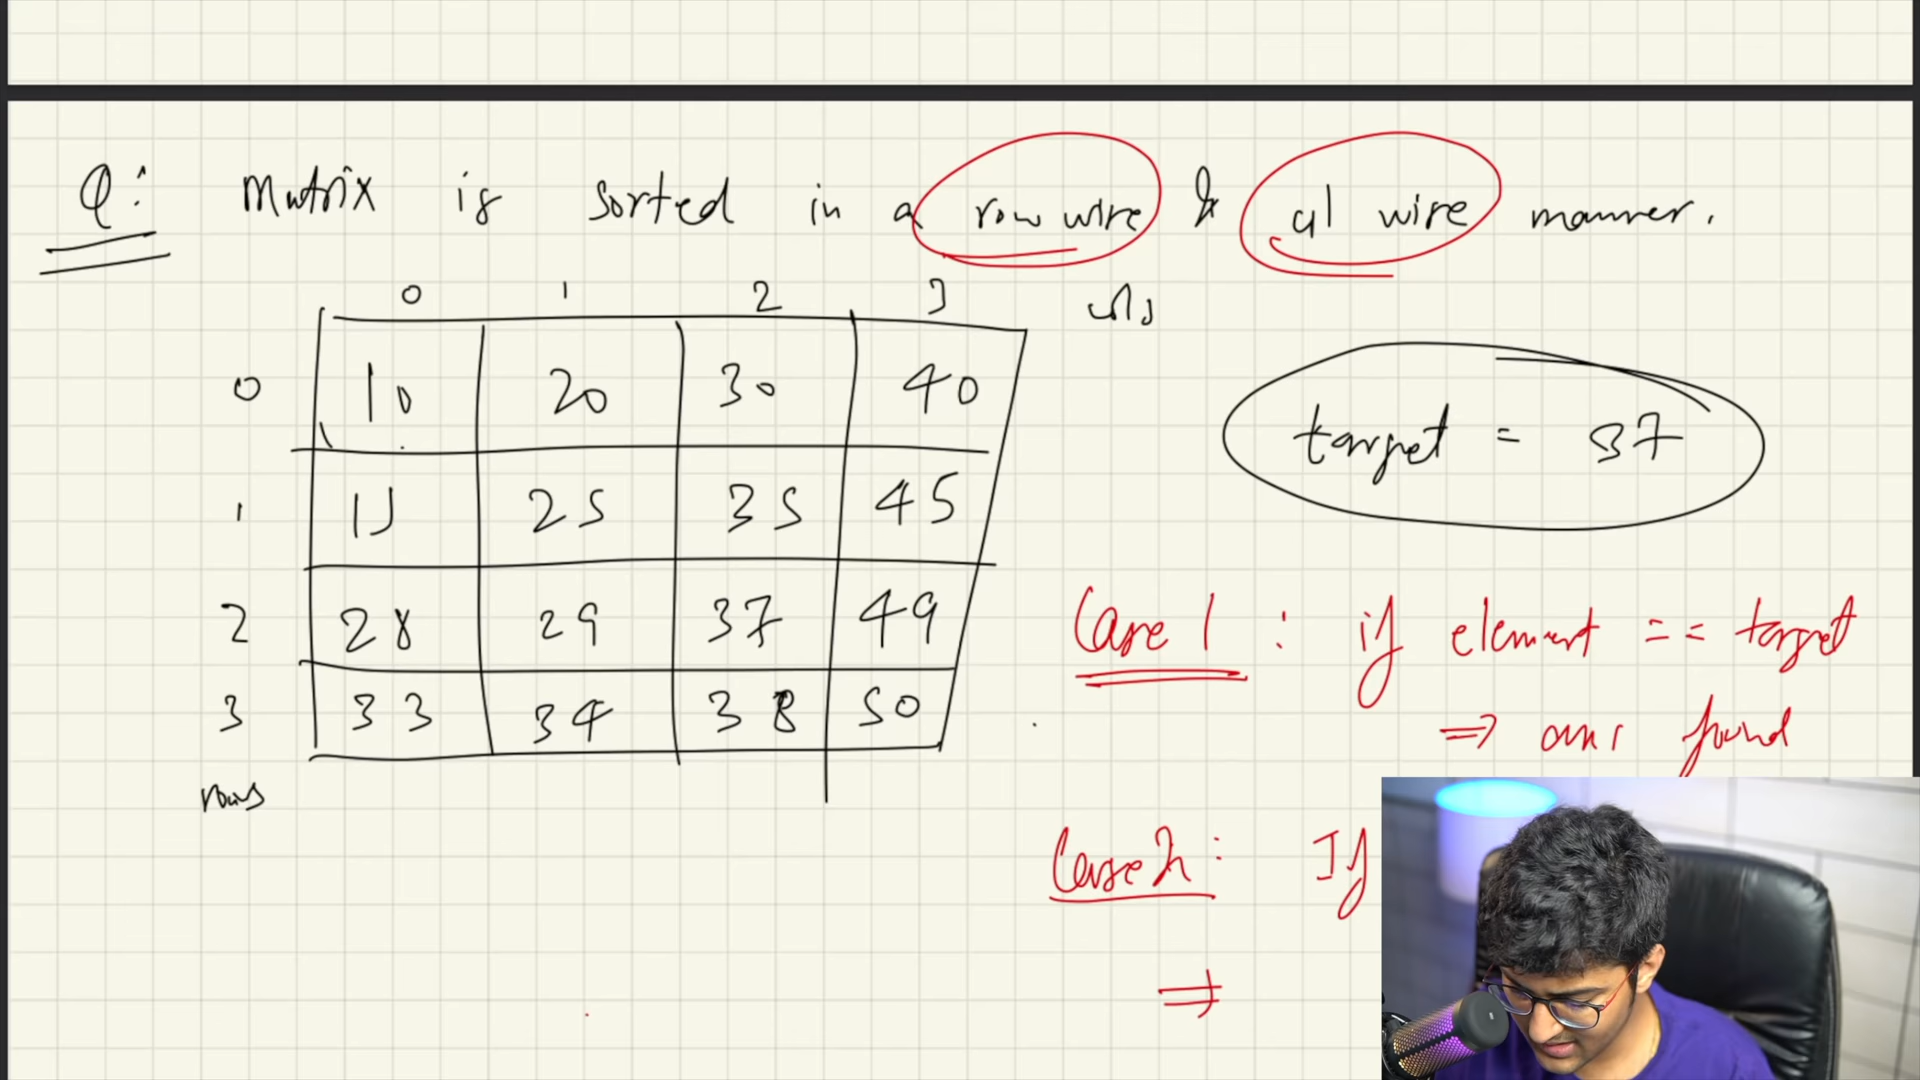 Q: Matrix is sorted in a row wise & col wise manner.
0 1 2 3 cols
0 10 20 30 40
target = 37
1 15 25 35 45
2 28 29 37 49
Case 1 : if element == target
3 33 34 38 50
⇒ ans found
rows
Case 2 : If
⇒